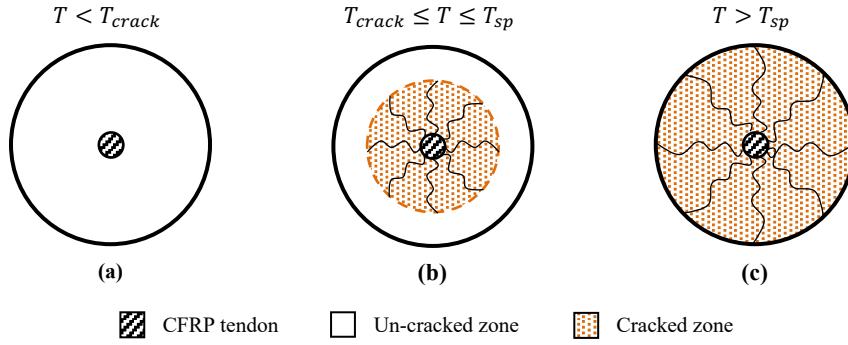 T < T_crack
T_crack ≤ T ≤ T_sp
T > T_sp
(a)
(b)
(c)
CFRP tendon
Un-cracked zone
Cracked zone